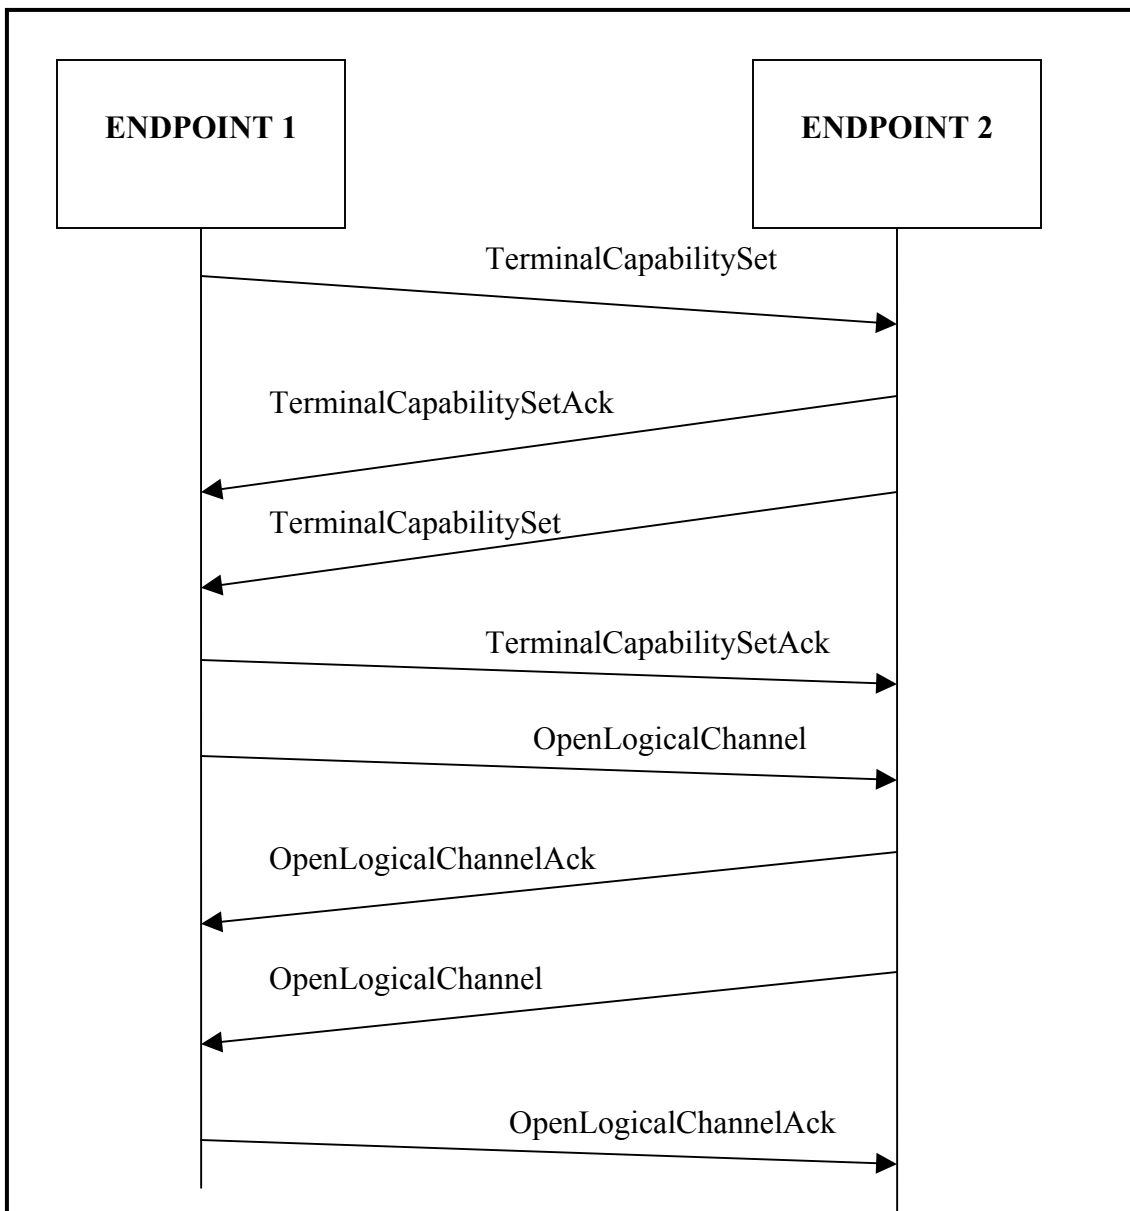 ENDPOINT 1
ENDPOINT 2
TerminalCapabilitySet
TerminalCapabilitySetAck
TerminalCapabilitySet
TerminalCapabilitySetAck
OpenLogicalChannel
OpenLogicalChannelAck
OpenLogicalChannel
OpenLogicalChannelAck